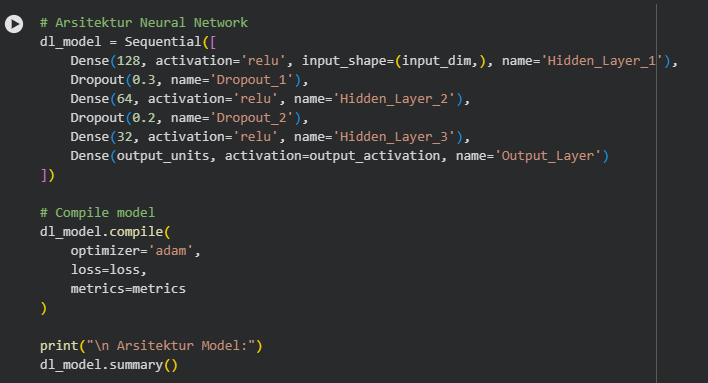 # Arsitektur Neural Network
dl_model = Sequential([
    Dense(128, activation='relu', input_shape=(input_dim,), name='Hidden_Layer_1'),
    Dropout(0.3, name='Dropout_1'),
    Dense(64, activation='relu', name='Hidden_Layer_2'),
    Dropout(0.2, name='Dropout_2'),
    Dense(32, activation='relu', name='Hidden_Layer_3'),
    Dense(output_units, activation=output_activation, name='Output_Layer')
])

# Compile model
dl_model.compile(
    optimizer='adam',
    loss=loss,
    metrics=metrics
)

print("\n Arsitektur Model:")
dl_model.summary()